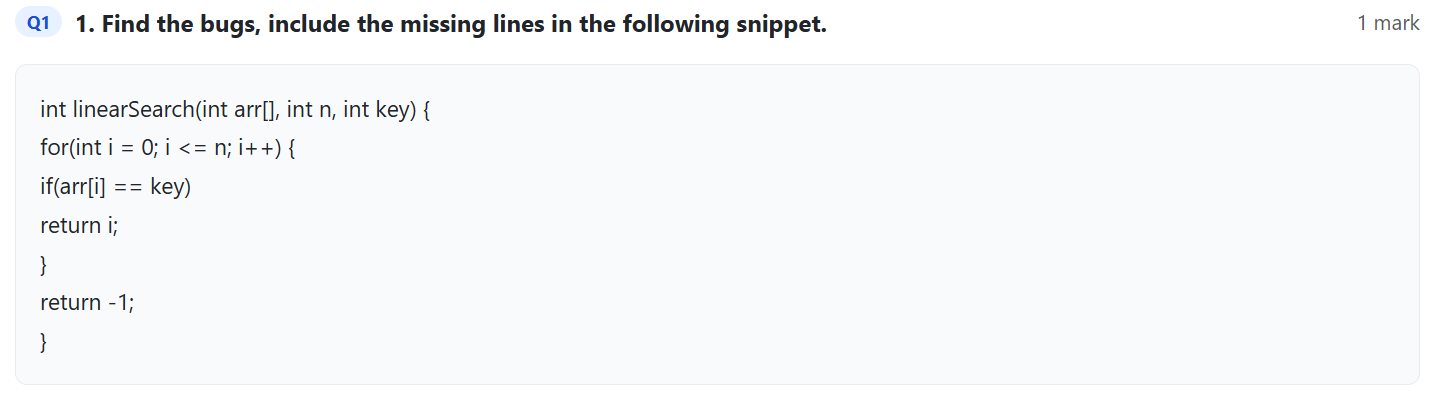 Q1 1. Find the bugs, include the missing lines in the following snippet. 1 mark
int linearSearch(int arr[], int n, int key) {
for(int i = 0; i <= n; i++) {
if(arr[i] == key)
return i;
}
return -1;
}